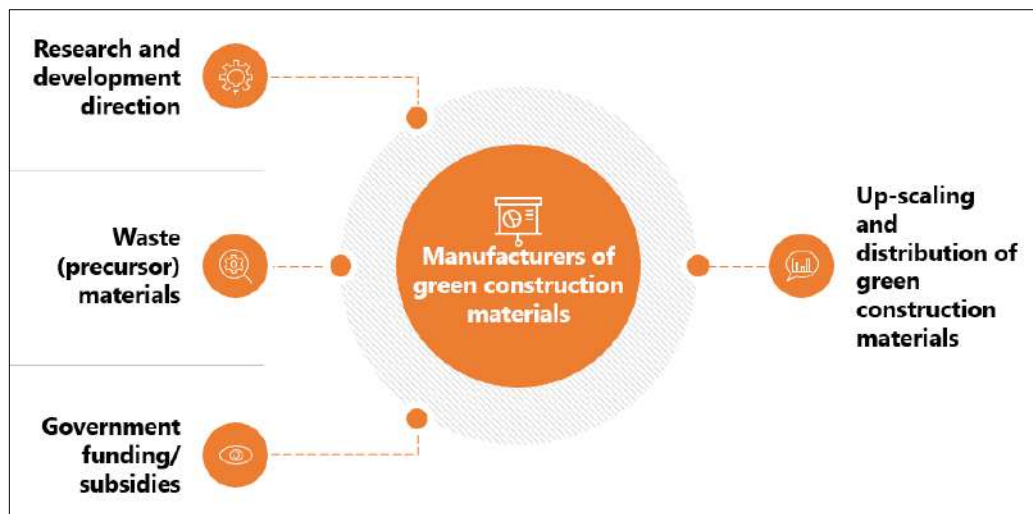 Research and
development
direction
Waste
(precursor)
materials
Government
funding/
subsidies
Manufacturers of
green construction
materials
Up-scaling
and
distribution of
green
construction
materials